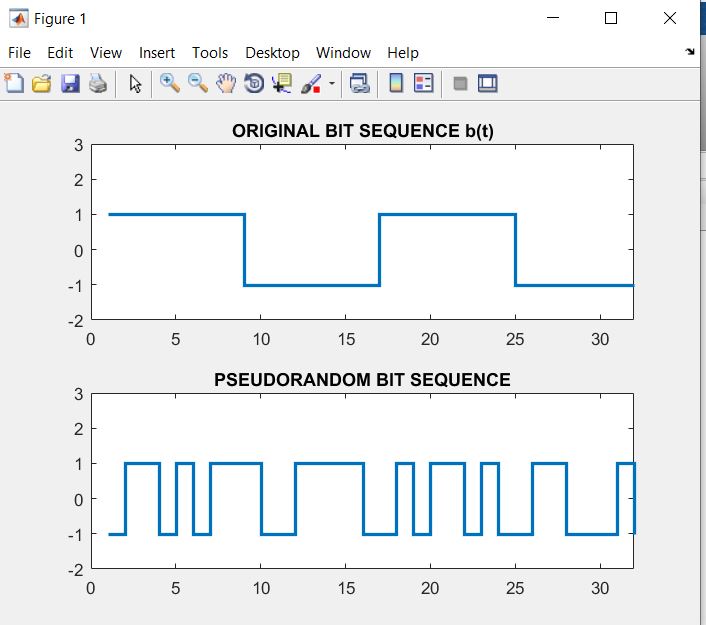 Figure 1
File Edit View Insert Tools Desktop Window Help
ORIGINAL BIT SEQUENCE b(t)
3
2
1
0
-1
-2
0 5 10 15 20 25 30
PSEUDORANDOM BIT SEQUENCE
3
2
1
0
-1
-2
0 5 10 15 20 25 30